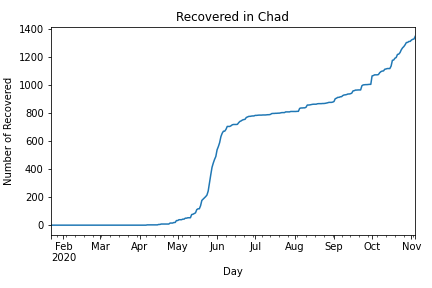 Recovered in Chad
Number of Recovered
1400
1200
1000
800
600
400
200
0
Feb Mar Apr May Jun Jul Aug Sep Oct Nov
2020
Day